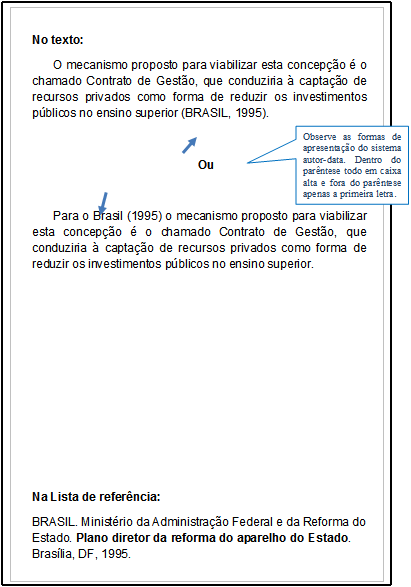 No texto:
O mecanismo proposto para viabilizar esta concepção é o
chamado Contrato de Gestão, que conduziria à captação de
recursos privados como forma de reduzir os investimentos
públicos no ensino superior (BRASIL, 1995).
Observe as formas de
apresentação do sistema
autor-data. Dentro do
parêntese todo em caixa
alta e fora do parêntese
apenas a primeira letra.
Ou
Para o Brasil (1995) o mecanismo proposto para viabilizar
esta concepção é o chamado Contrato de Gestão, que
conduziria à captação de recursos privados como forma de
reduzir os investimentos públicos no ensino superior.
Na Lista de referência:
BRASIL. Ministério da Administração Federal e da Reforma do
Estado. Plano diretor da reforma do aparelho do Estado.
Brasília, DF, 1995.